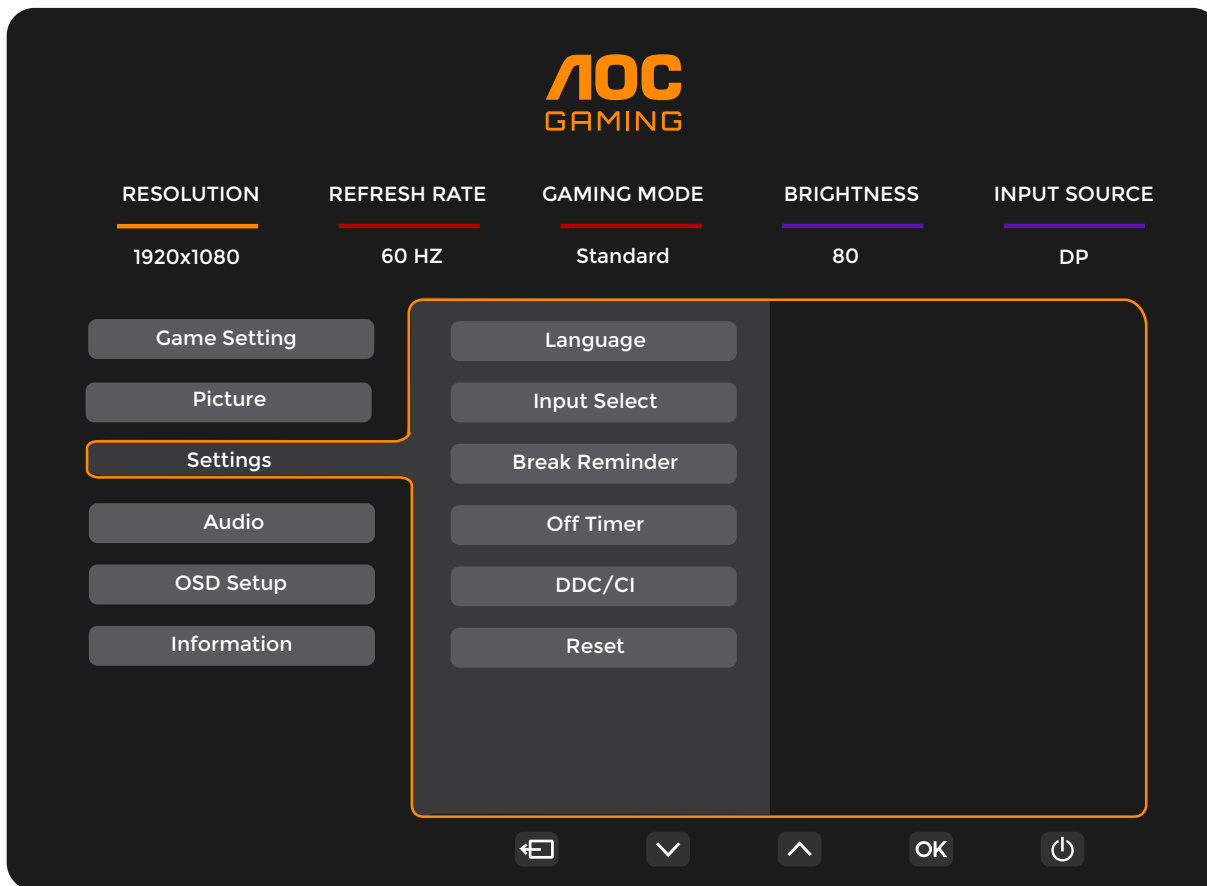 AOC
GAMING
RESOLUTION REFRESH RATE GAMING MODE BRIGHTNESS INPUT SOURCE
1920x1080 60 HZ Standard 80 DP
Game Setting Language
Picture Input Select
Settings Break Reminder
Audio Off Timer
OSD Setup DDC/CI
Information Reset
OK